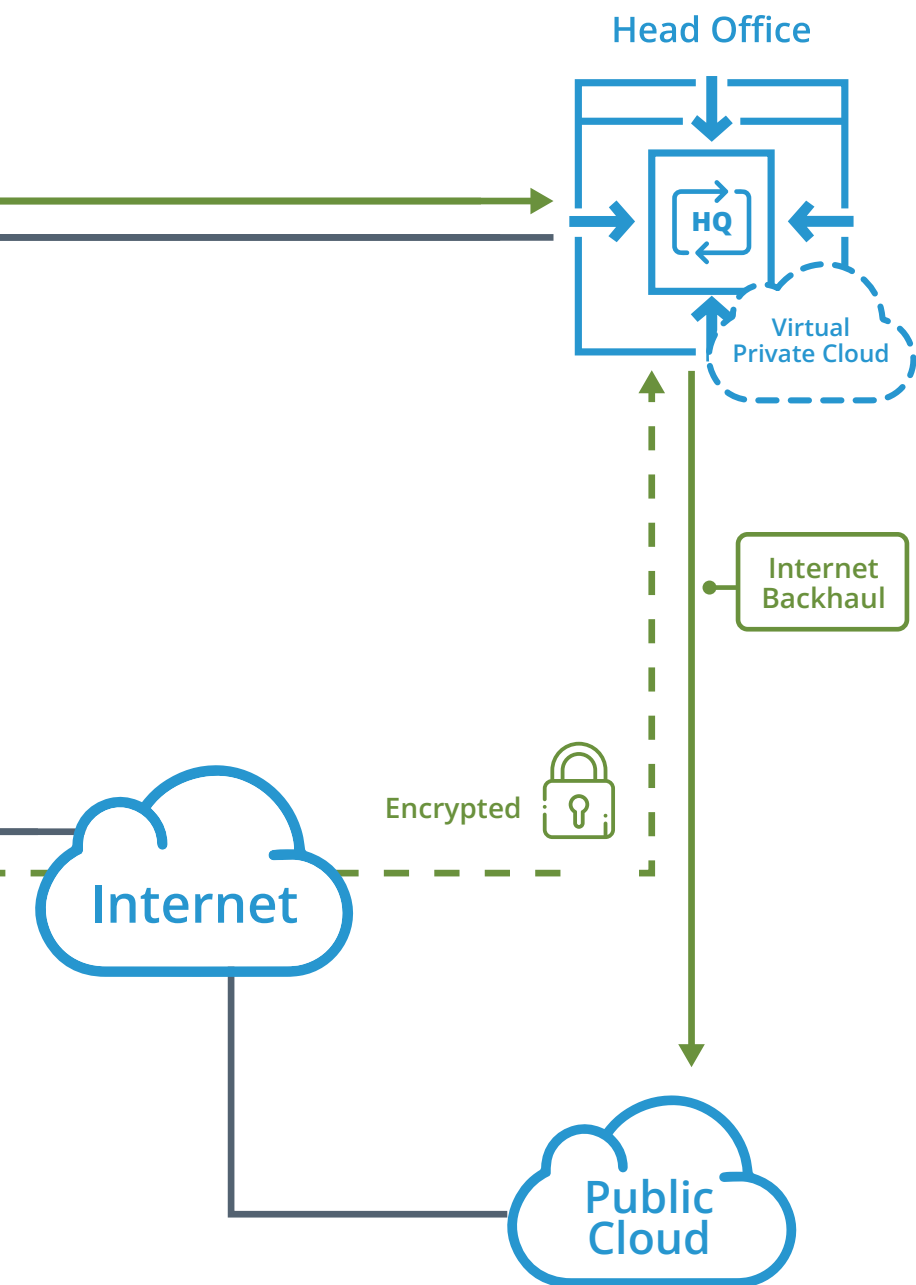 Head Office
HQ
Virtual
Private Cloud
Internet
Backhaul
Encrypted
Internet
Public
Cloud